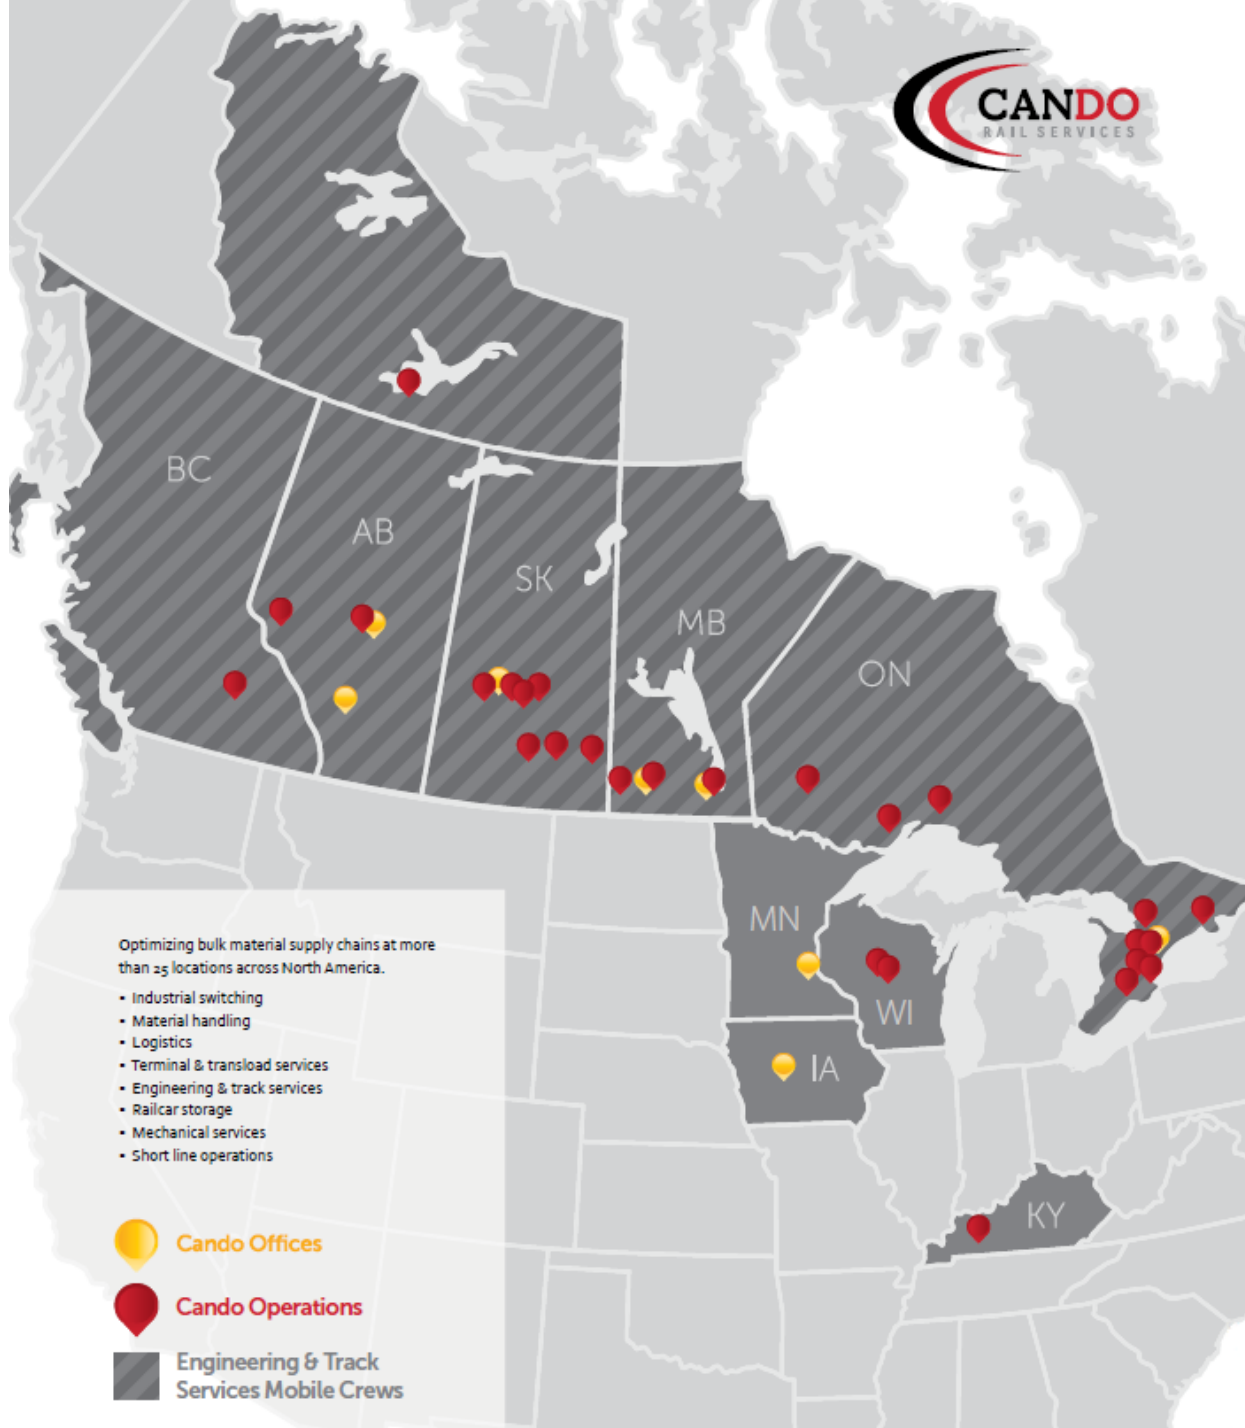 CANDO
RAIL SERVICES
BC
AB
SK
MB
ON
MN
WI
IA
KY
Optimizing bulk material supply chains at more
than 25 locations across North America.
• Industrial switching
• Material handling
• Logistics
• Terminal & transload services
• Engineering & track services
• Railcar storage
• Mechanical services
• Short line operations
Cando Offices
Cando Operations
Engineering & Track
Services Mobile Crews